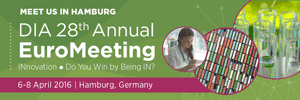 MEET US IN HAMBURG
DIA 28th Annual
EuroMeeting
INnovation • Do You Win by Being IN?
6-8 April 2016 | Hamburg, Germany